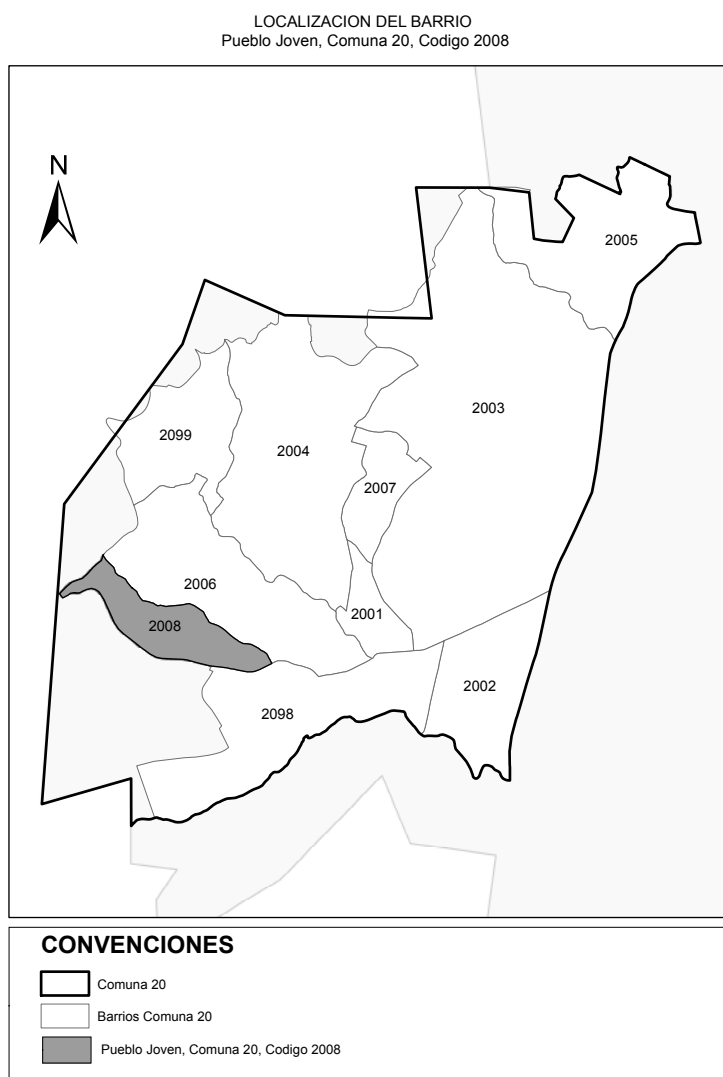 LOCALIZACION DEL BARRIO
Pueblo Joven, Comuna 20, Codigo 2008
N
2005
2003
2099
2004
2007
2006
2001
2008
2002
2098
CONVENCIONES
Comuna 20
Barrios Comuna 20
Pueblo Joven, Comuna 20, Codigo 2008